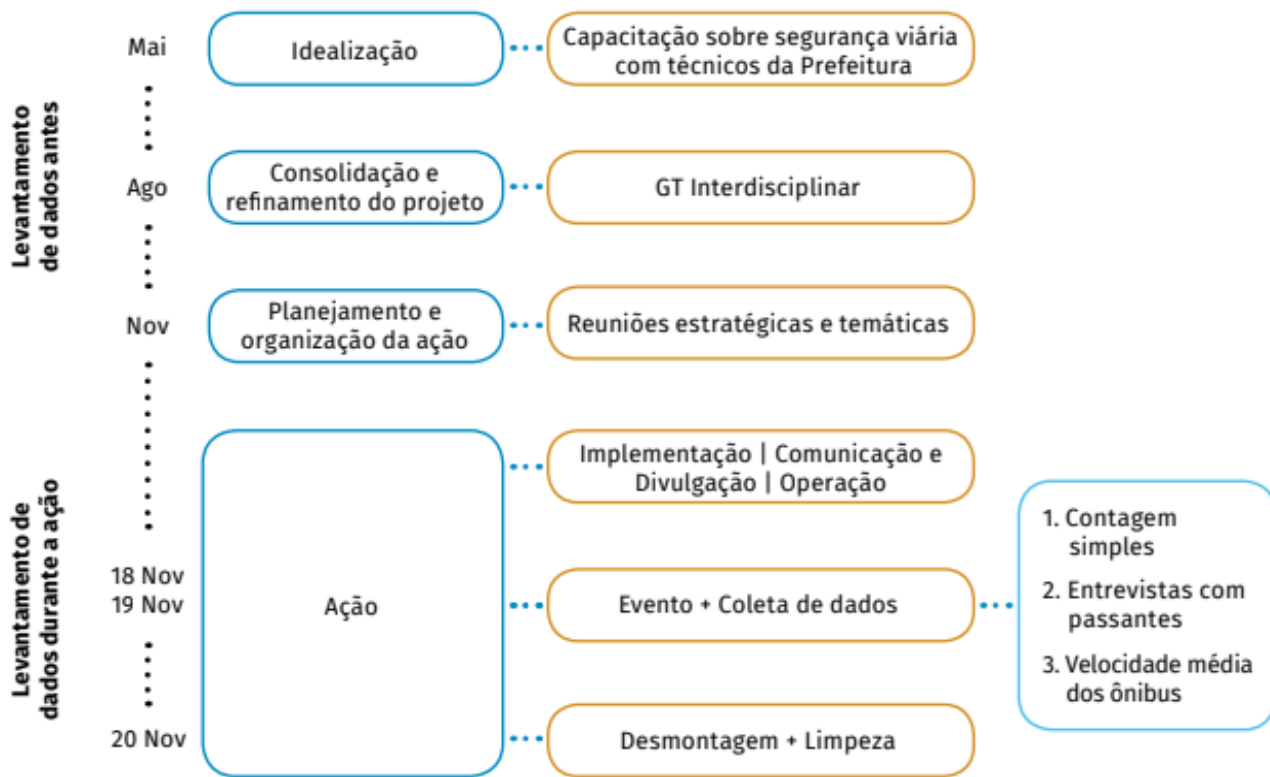 Levantamento
de dados antes
Mai
Idealização
Capacitação sobre segurança viária
com técnicos da Prefeitura
Ago
Consolidação e
refinamento do projeto
GT Interdisciplinar
Nov
Planejamento e
organização da ação
Reuniões estratégicas e temáticas
Levantamento de
dados durante a ação
18 Nov
19 Nov
20 Nov
Ação
Implementação | Comunicação e
Divulgação | Operação
Evento + Coleta de dados
1. Contagem
simples
2. Entrevistas com
passantes
3. Velocidade média
dos ônibus
Desmontagem + Limpeza